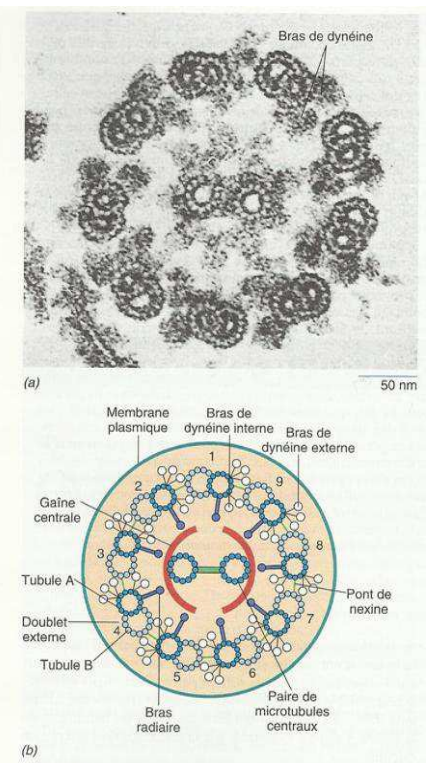 Bras de dynéine
(a)
50 nm
Membrane
plasmique
Bras de
dynéine interne
Bras de
dynéine externe
Gaîne
centrale
1
2
3
4
5
6
7
8
9
Tubule A
Doublet
externe
Tubule B
Pont de
nexine
Bras
radiaire
Paire de
microtubules
centraux
(b)